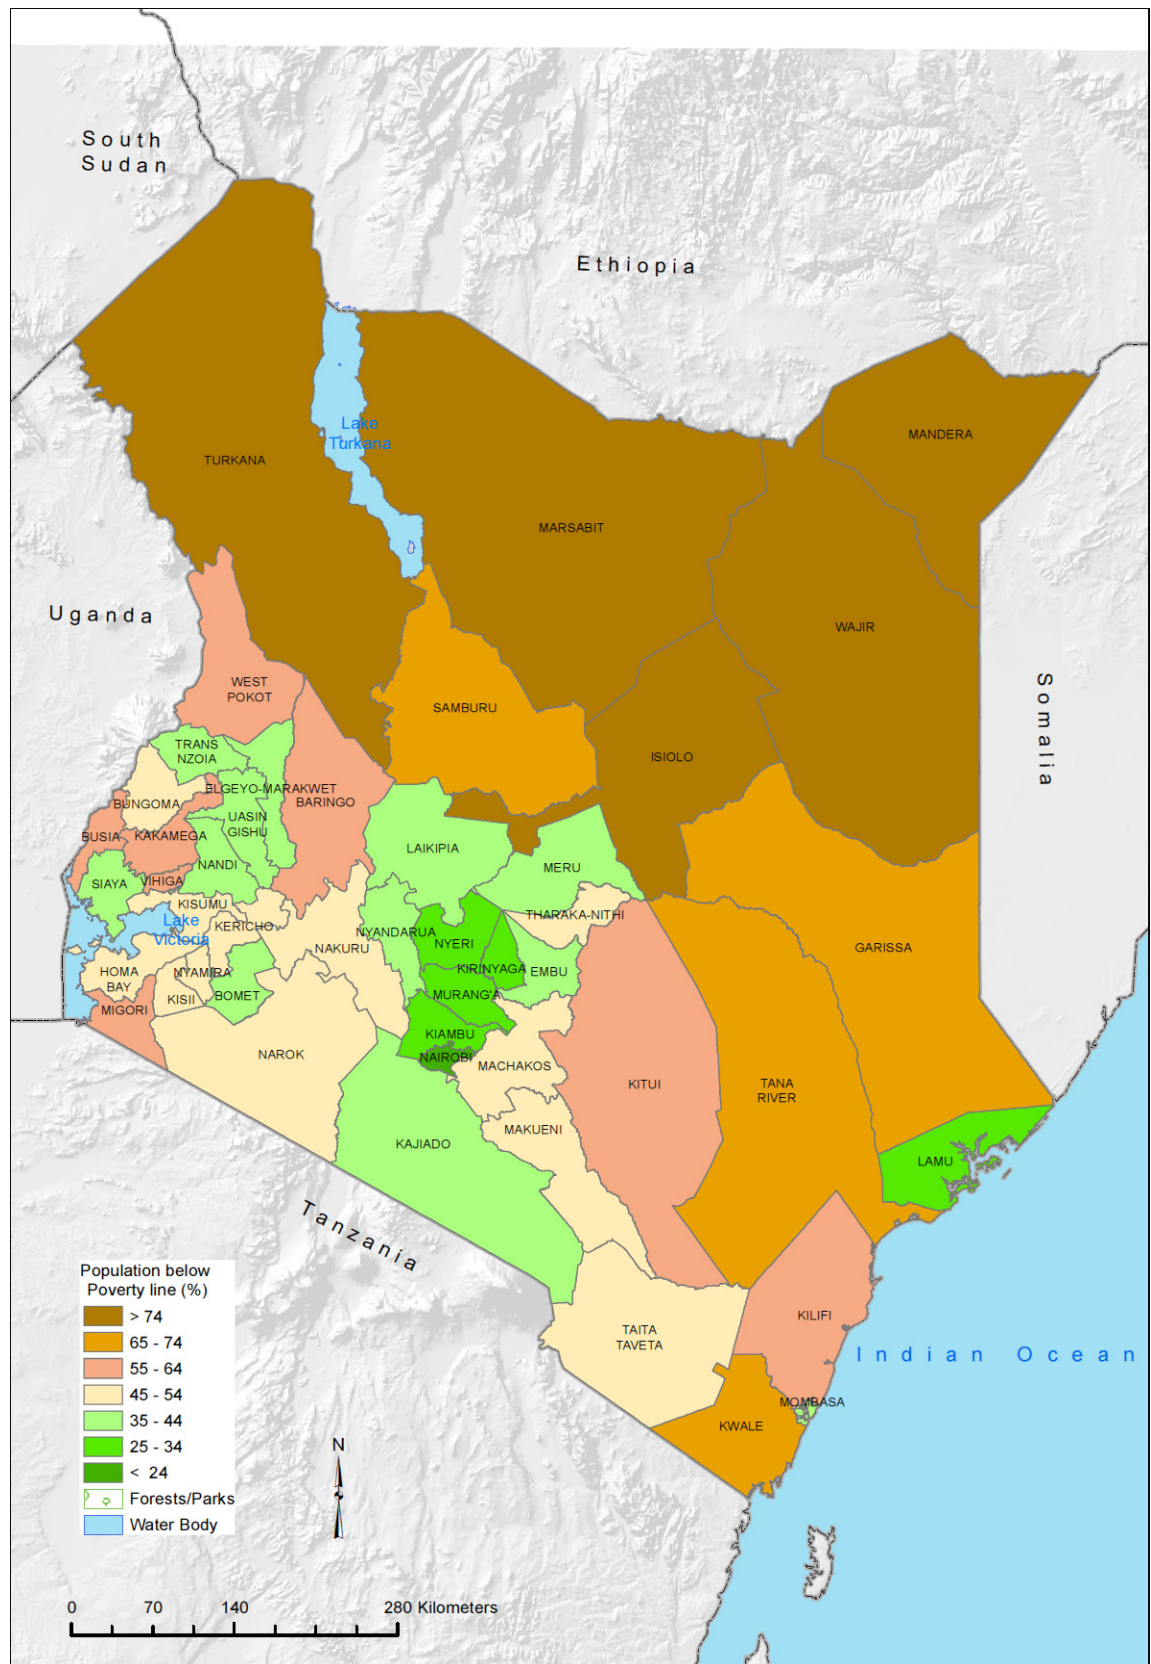 South
Sudan
Ethiopia
Lake
Turkana
MANDERA
TURKANA
MARSABIT
Uganda
WAJIR
Somalia
WEST
POKOT
SAMBURU
TRANS
NZOIA
ISIOLO
ELGEYO-MARAKWET
BUNGOMA
BARINGO
UASIN
GISHU
BUSIA
KAKAMEGA
LAIKIPIA
NANDI
MERU
SIAYA
VIHIGA
KISUMU
THARAKA-NITHI
Lake
Victoria
KERICHO
NYANDARUA
NAKURU
NYERI
GARISSA
HOMA
BAY
NYAMIRA
KIRINYAGA
EMBU
KISII
BOMET
MURANG'A
MIGORI
KIAMBU
NAROK
NAIROBI
MACHAKOS
KITUI
TANA
RIVER
MAKUENI
KAJIADO
LAMU
Tanzania
Population below
Poverty line (%)
> 74
65 - 74
55 - 64
45 - 54
35 - 44
25 - 34
< 24
Forests/Parks
Water Body
KILIFI
TAITA
TAVETA
Indian Ocean
MOMBASA
KWALE
N
0 70 140 280 Kilometers